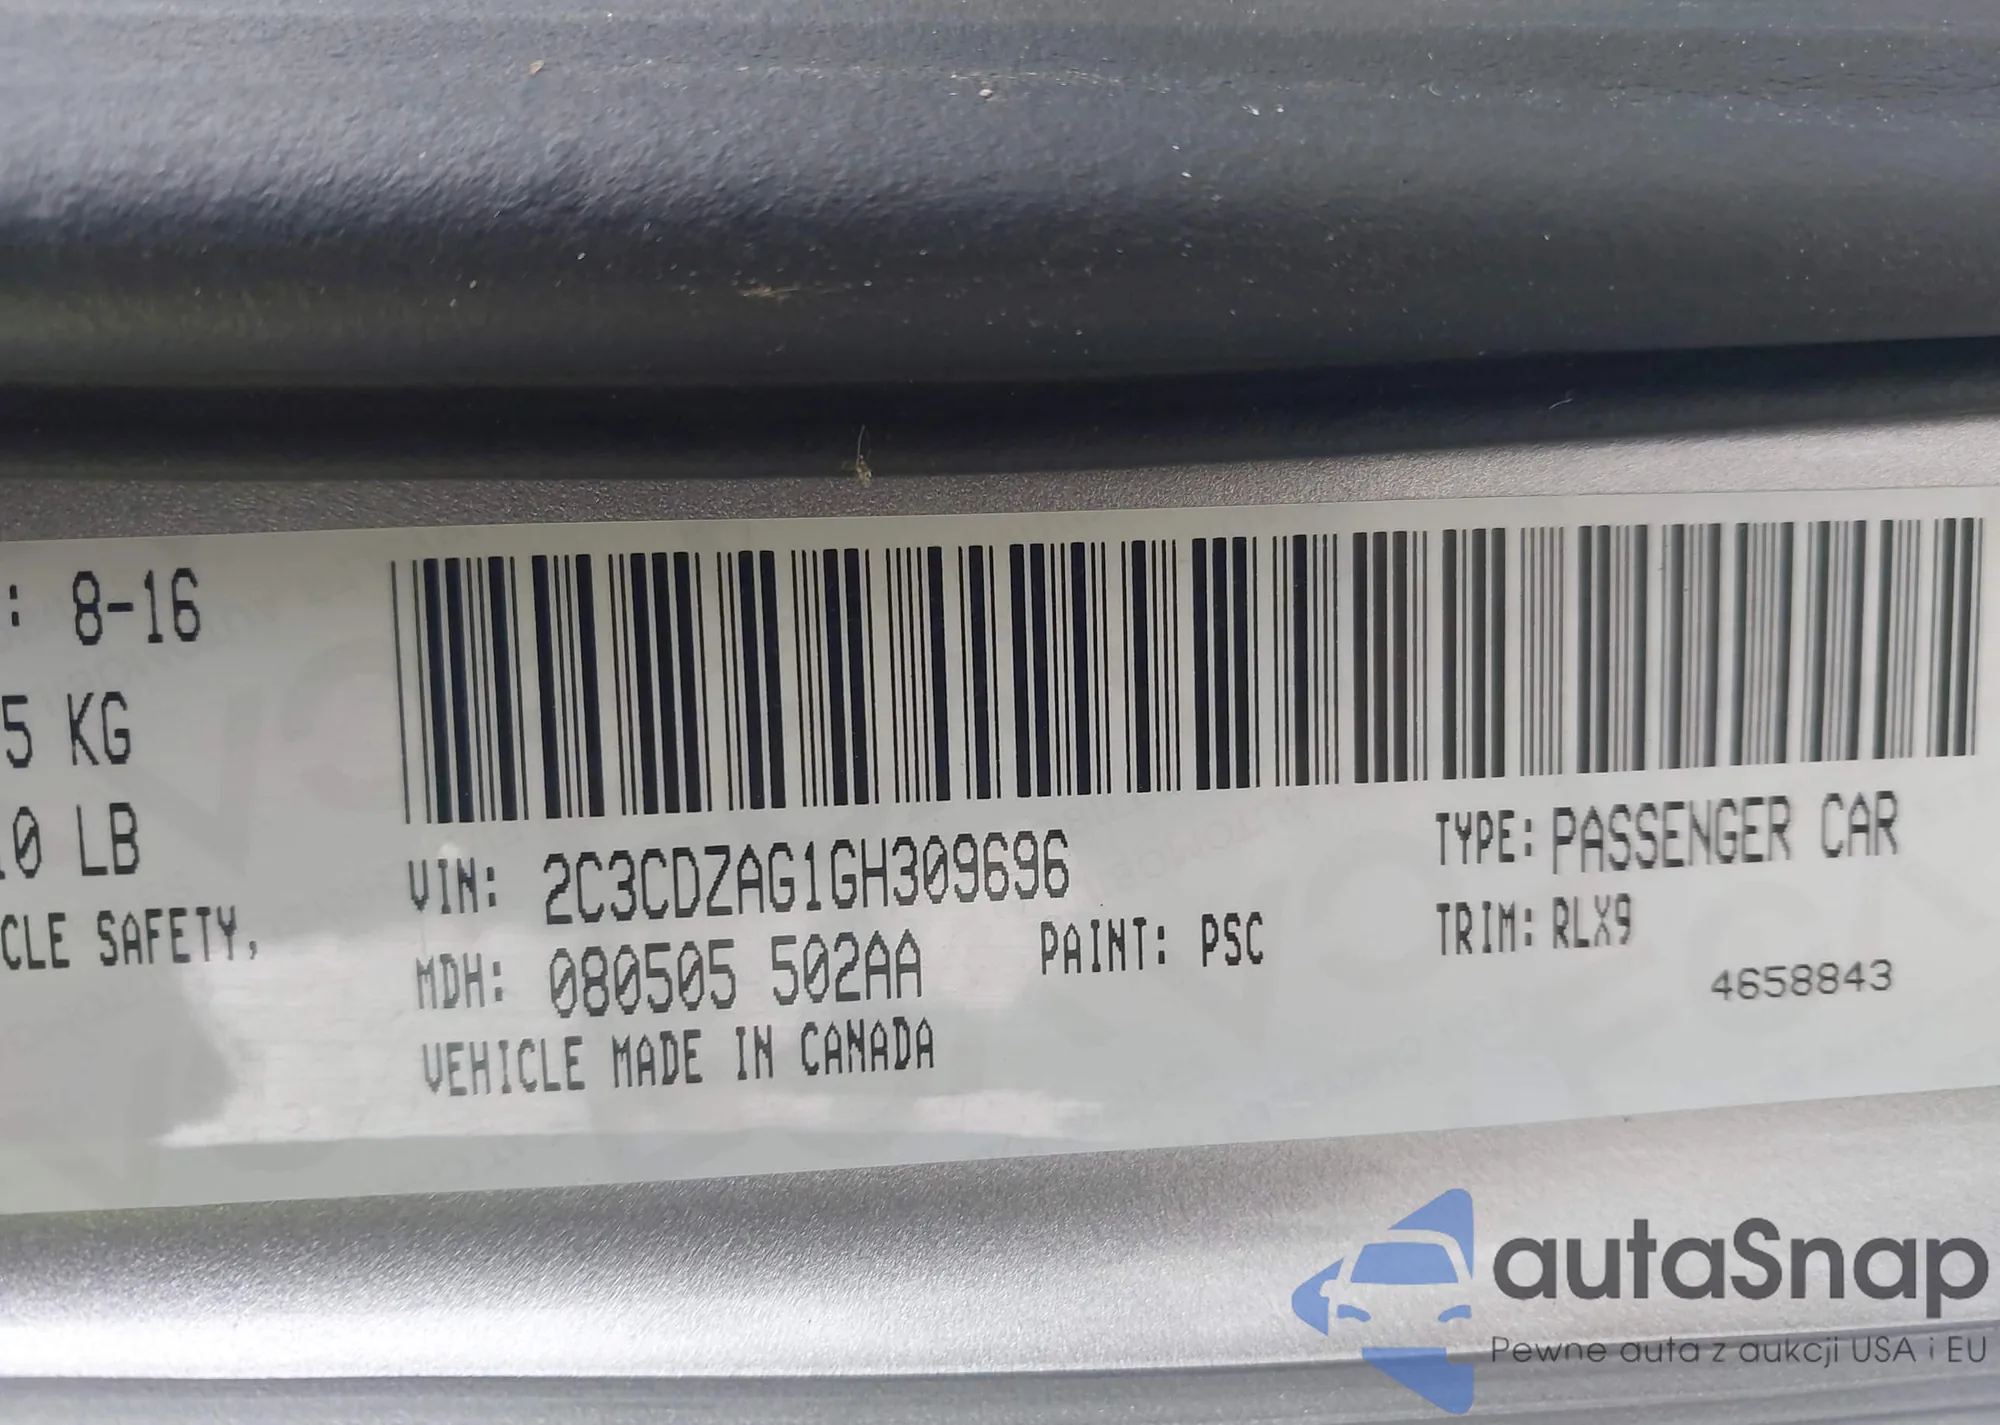 : 8-16
5 KG
10 LB
CLE SAFETY,
VIN: 2C3CDZAG1GH309696
MDH: 080505 502AA
PAINT: PSC
VEHICLE MADE IN CANADA
TYPE: PASSENGER CAR
TRIM: RLX9
4658843
autaSnap
Pewne auta z aukcji USA i EU